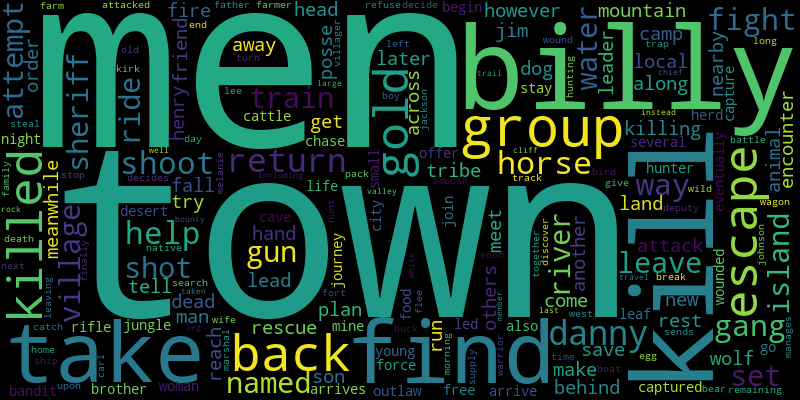 farm attacked father farmer refuse decide begin
order end fire head however mountain
attempt men friend posse jim billy fight
away old later water camp nearby long
sheriff ride henry villager leader dog local trap
kirk turn left across stay along capture chief
lee train gold boy trail hunting herd
steal large cattle get jackson group killing instead encounter
night day chase cliff several battle
killed meanwhile well shoot return offer horse hunter animal
family stop decides melanie including tribe track bird way eventually
village town pack small ambush give wild escape
rock fall life valley land deputy
death try cave hunt join meet discover kill wagon
desert bounty city river another attack island
help hand journey together johnson
next native gun soon leave wounded
finally shot fort white come travel break
leaving tell search lead food flee others last west new
taken dead plan member danny leaf rest gang manages
take man back find save wolf go
catch rifle jungle wife rescue mine buck led also egg
home leg reach run time make set
ship carl marshal young morning supply warrior boat sends
bandit upon brother woman named arrives son force outlaw free arrive behind captured bear remaining